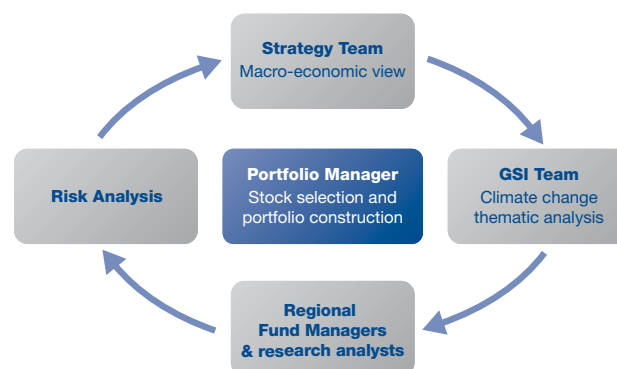 Strategy Team
Macro-economic view
Risk Analysis
Portfolio Manager
Stock selection and
portfolio construction
GSI Team
Climate change
thematic analysis
Regional
Fund Managers
& research analysts